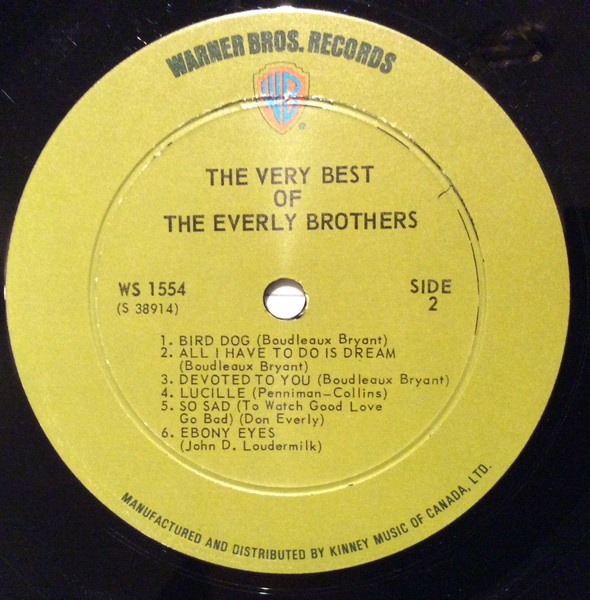 WARNER BROS. RECORDS
WB
®
THE VERY BEST
OF
THE EVERLY BROTHERS
WS 1554
(S 38914)
SIDE
2
1. BIRD DOG (Boudleaux Bryant)
2. ALL I HAVE TO DO IS DREAM
(Boudleaux Bryant)
3. DEVOTED TO YOU (Boudleaux Bryant)
4. LUCILLE (Penniman-Collins)
5. SO SAD (To Watch Good Love
Go Bad) (Don Everly)
6. EBONY EYES
(John D. Loudermilk)
MANUFACTURED AND DISTRIBUTED BY KINNEY MUSIC OF CANADA, LTD.